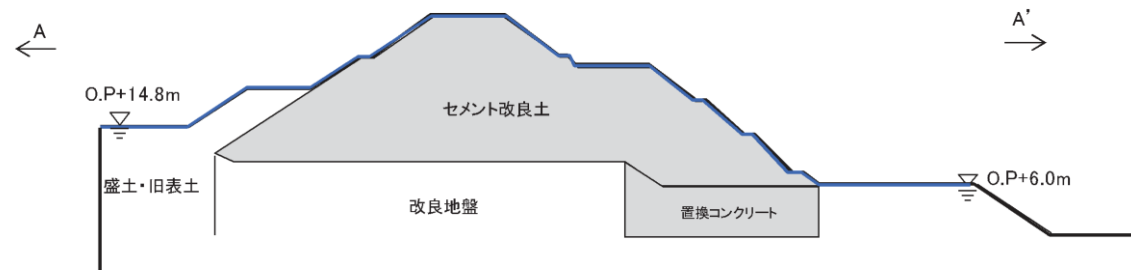 A
A'
O.P+14.8m
セメント改良土
盛土・旧表土
改良地盤
置換コンクリート
O.P+6.0m